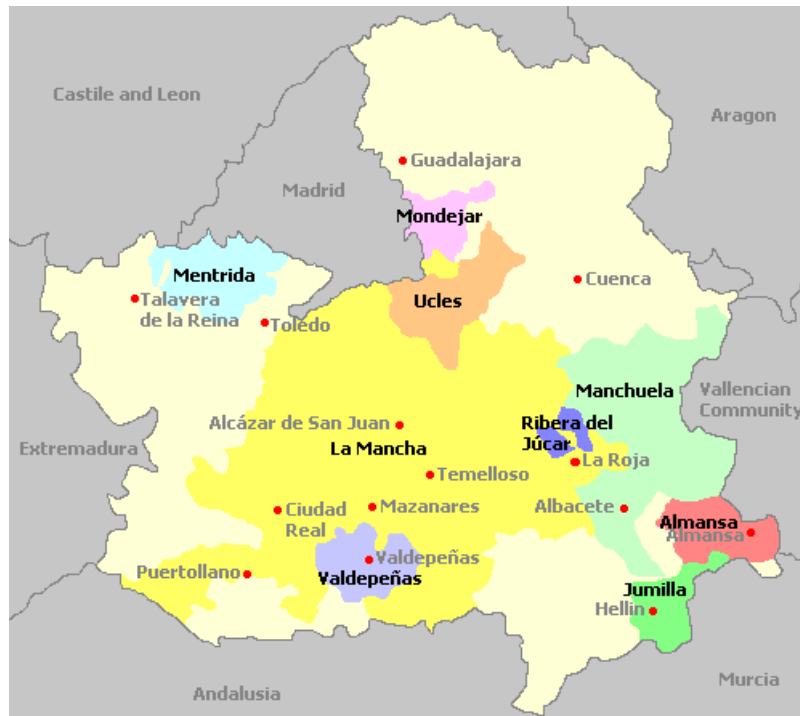 Castile and Leon
Aragon
Guadalajara
Madrid
Mondejar
Mentrida
Cuenca
Talavera
de la Reina
Ucles
Toledo
Manchuela
Vallencian
Community
Alcázar de San Juan
Ribera del
Júcar
Extremadura
La Mancha
La Roja
Temelloso
Ciudad
Real
Mazanares
Albacete
Almansa
Almansa
Valdepeñas
Puertollano
Valdepeñas
Jumilla
Hellin
Murcia
Andalusia